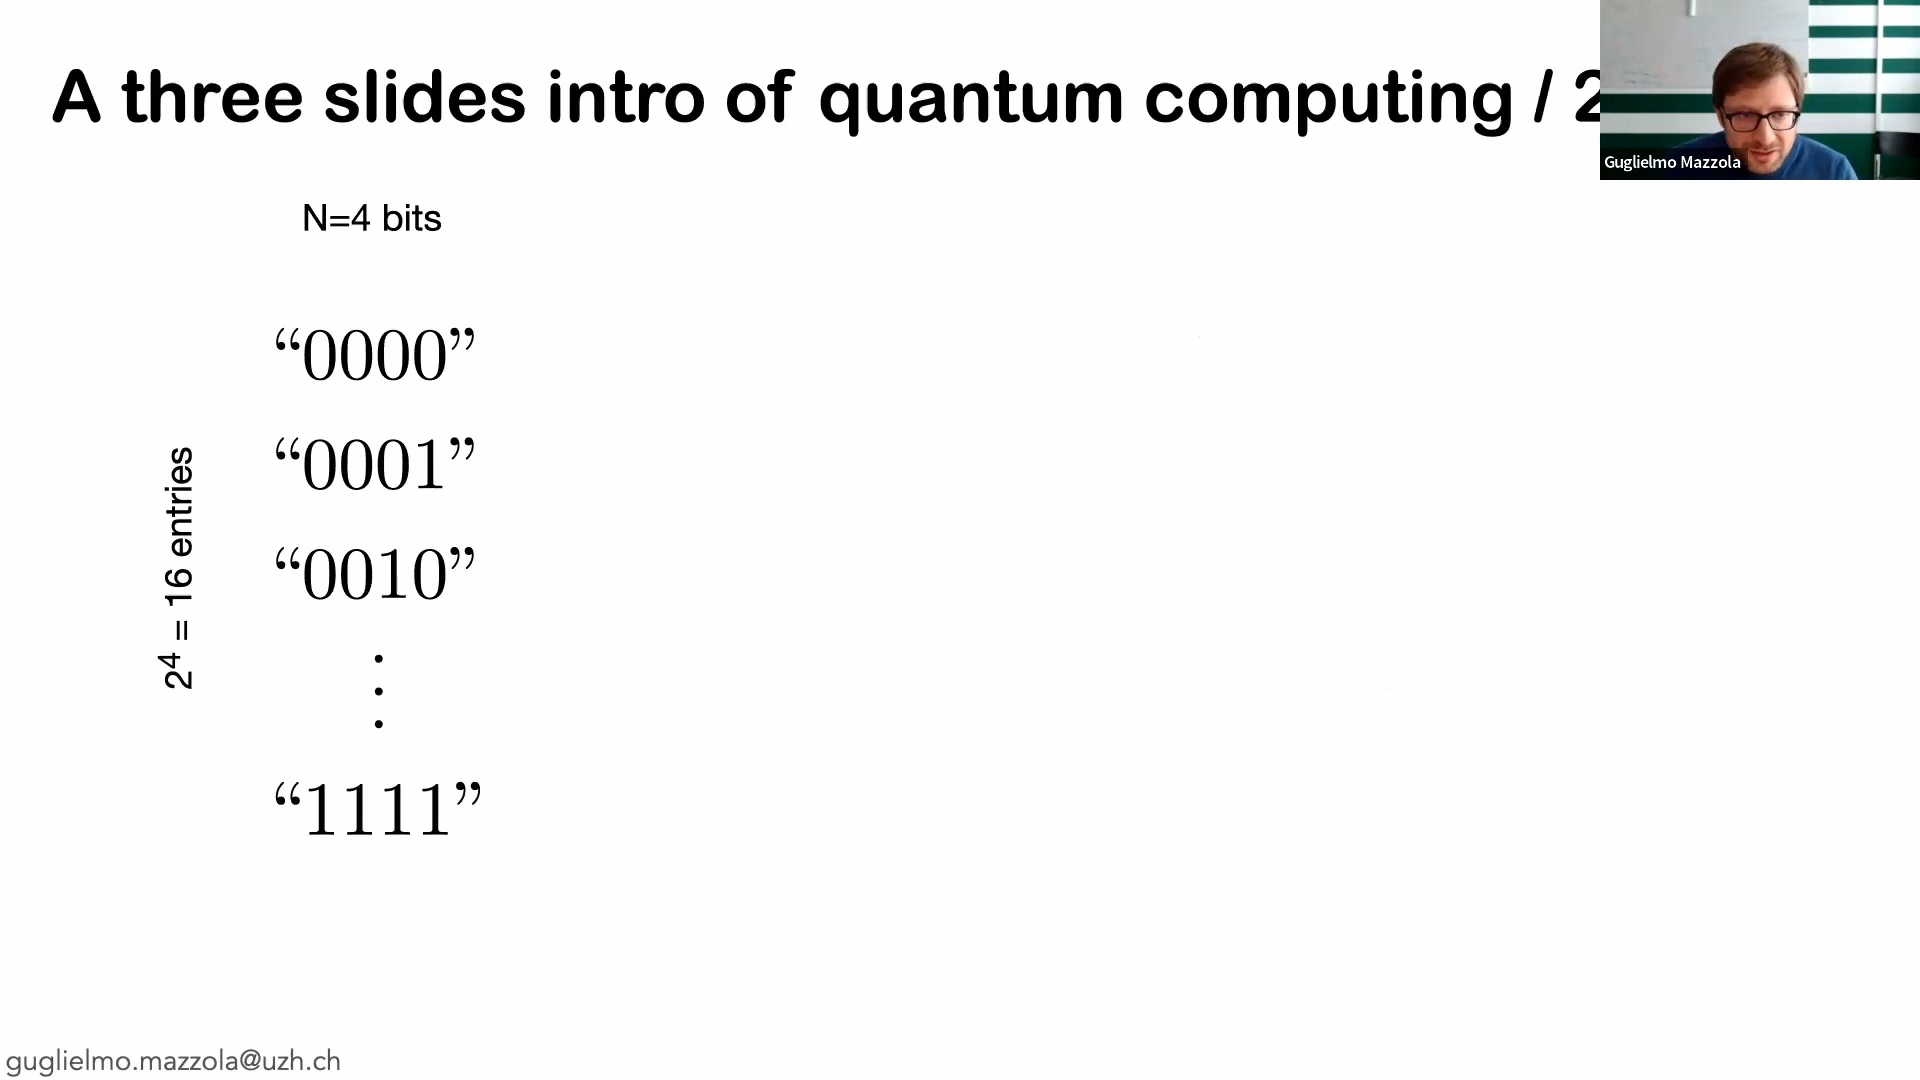 A three slides intro of quantum computing / 2
Guglielmo Mazzola
N=4 bits
“0000”
“0001”
“0010”
⋮
“1111”
2⁴ = 16 entries
guglielmo.mazzola@uzh.ch